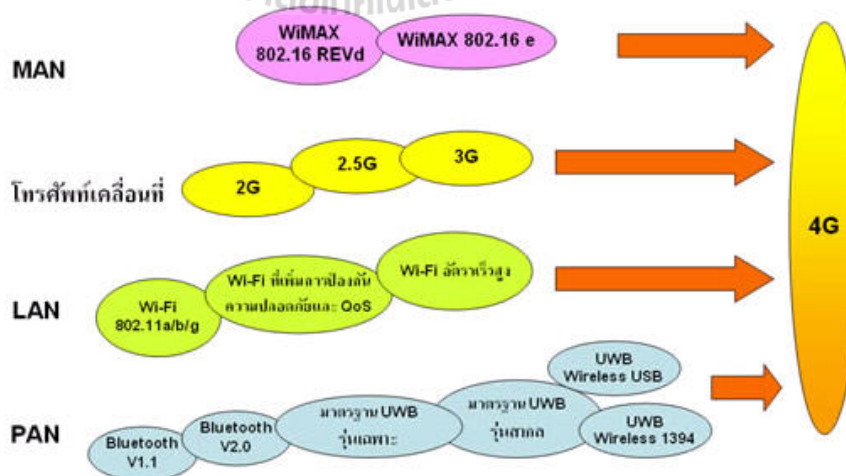 WiMAX
802.16 REVd
WiMAX 802.16 e
MAN
2G
2.5G
3G
โทรศัพท์เคลื่อนที่
4G
Wi-Fi
802.11a/b/g
Wi-Fi ที่เพิ่มการป้องกัน
ความปลอดภัยและ QoS
Wi-Fi อัตราเร็วสูง
LAN
UWB
Wireless USB
PAN
Bluetooth
V1.1
Bluetooth
V2.0
มาตรฐาน UWB
รุ่นเฉพาะ
มาตรฐาน UWB
รุ่นสากล
UWB
Wireless 1394